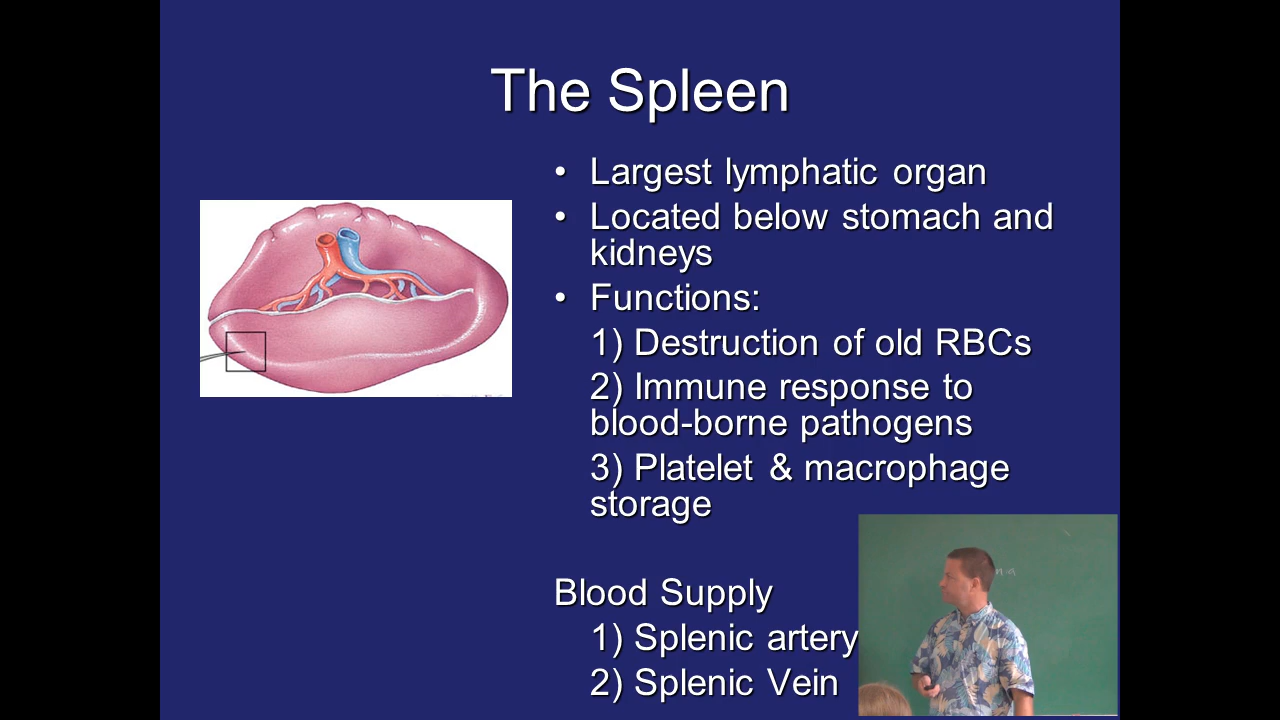 The Spleen
• Largest lymphatic organ
• Located below stomach and
kidneys
• Functions:
1) Destruction of old RBCs
2) Immune response to
blood-borne pathogens
3) Platelet & macrophage
storage
Blood Supply
1) Splenic artery
2) Splenic Vein